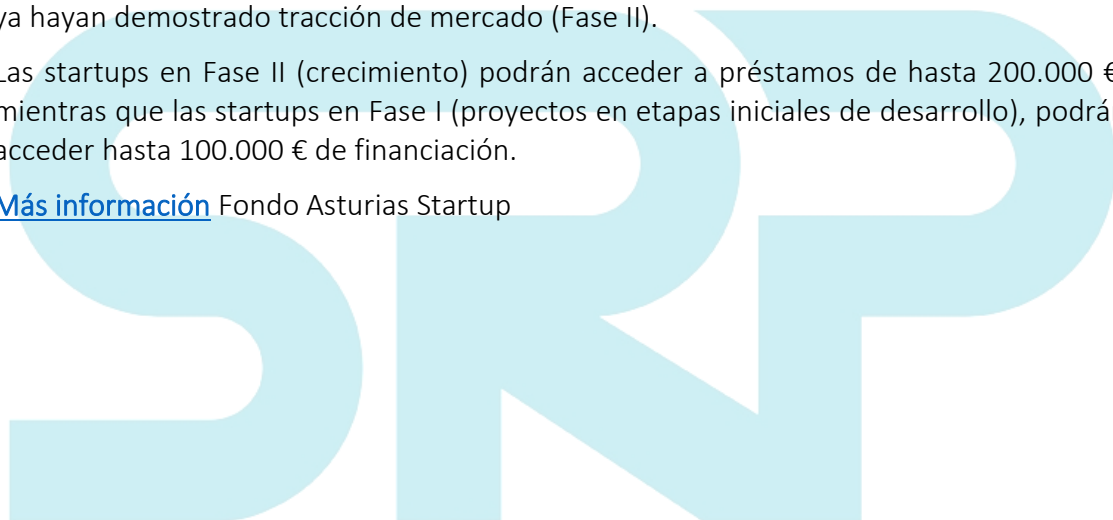 ya hayan demostrado tracción de mercado (Fase II).
Las startups en Fase II (crecimiento) podrán acceder a préstamos de hasta 200.000 €
mientras que las startups en Fase I (proyectos en etapas iniciales de desarrollo), podrá
acceder hasta 100.000 € de financiación.
Más información Fondo Asturias Startup
SRP